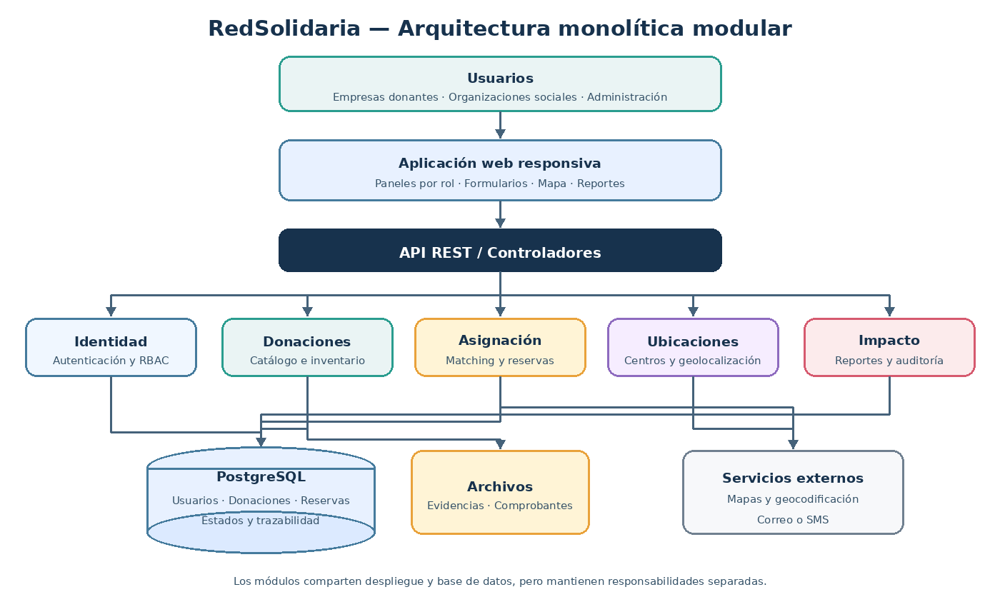 RedSolidaria — Arquitectura monolítica modular
Usuarios
Empresas donantes · Organizaciones sociales · Administración
Aplicación web responsiva
Paneles por rol · Formularios · Mapa · Reportes
API REST / Controladores
Identidad
Autenticación y RBAC
Donaciones
Catálogo e inventario
Asignación
Matching y reservas
Ubicaciones
Centros y geolocalización
Impacto
Reportes y auditoría
PostgreSQL
Usuarios · Donaciones · Reservas
Estados y trazabilidad
Archivos
Evidencias · Comprobantes
Servicios externos
Mapas y geocodificación
Correo o SMS
Los módulos comparten despliegue y base de datos, pero mantienen responsabilidades separadas.